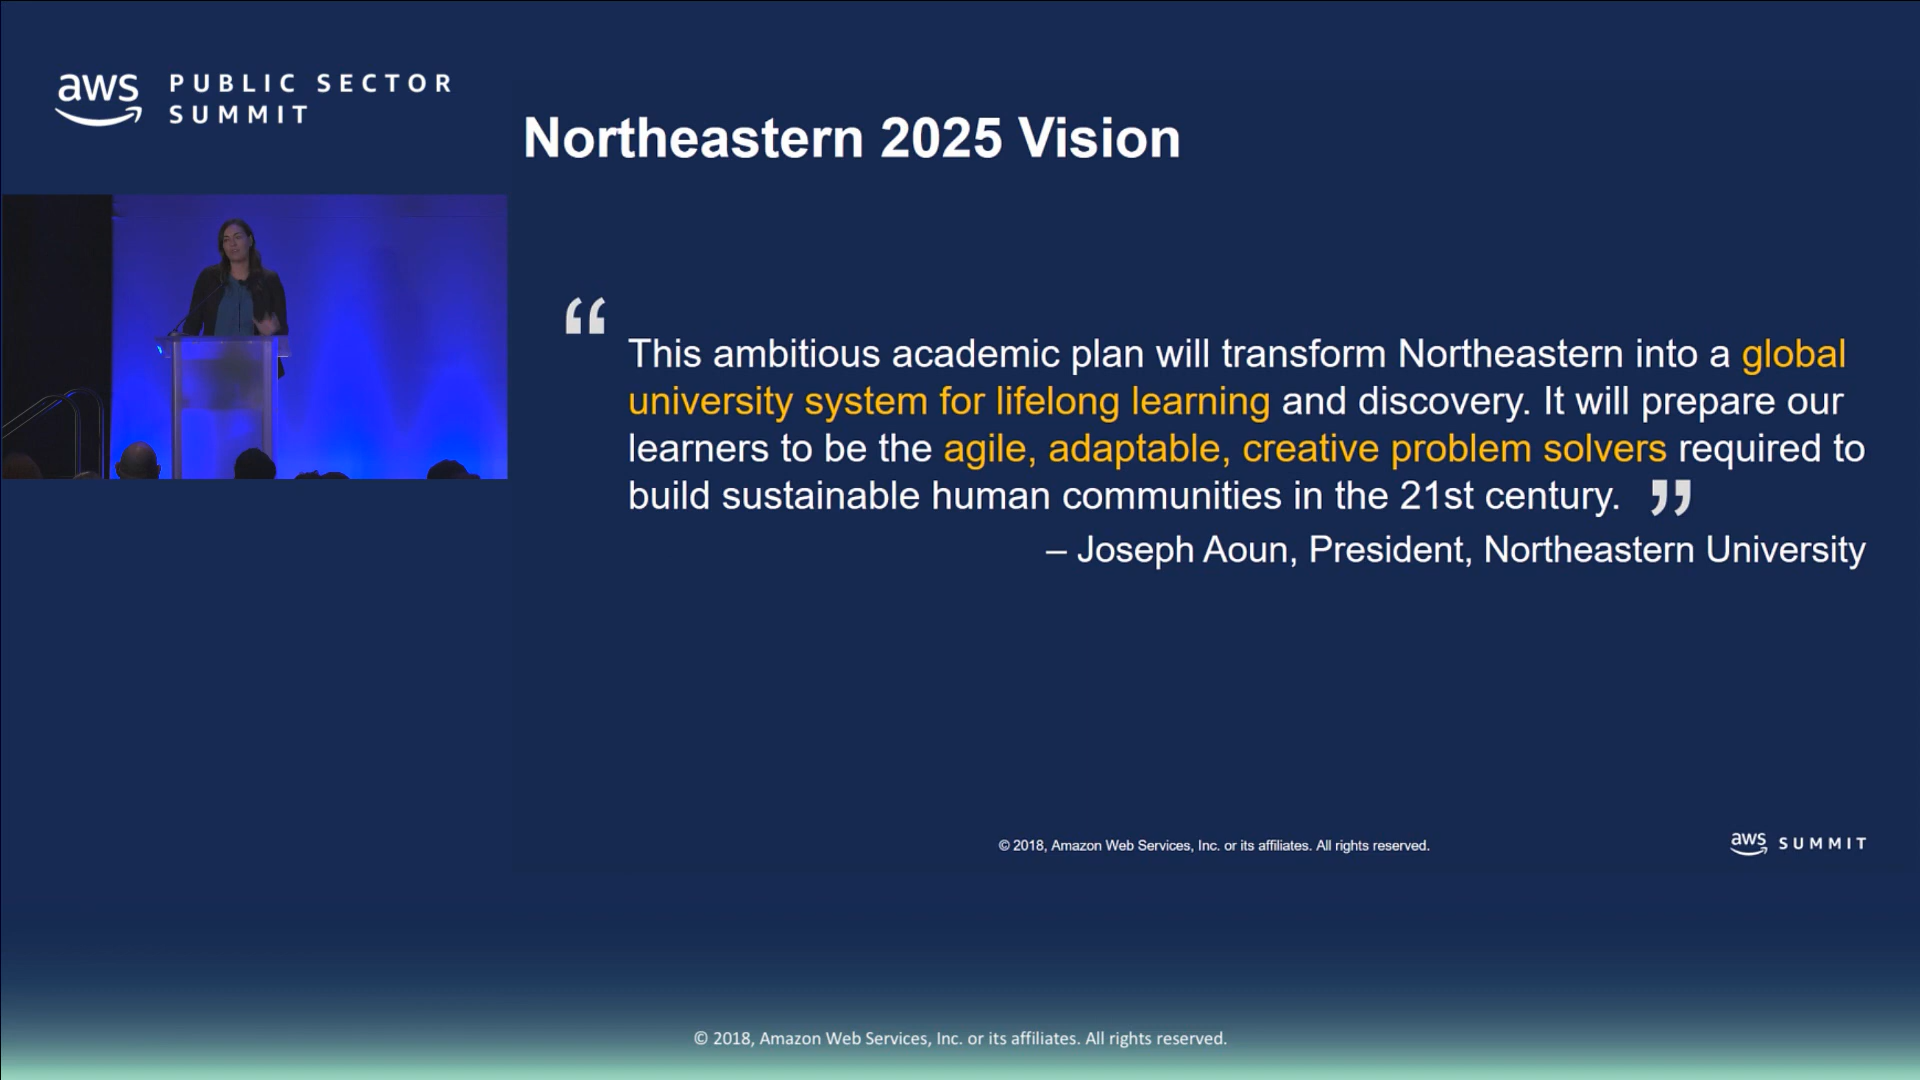 aws
PUBLIC SECTOR
SUMMIT
Northeastern 2025 Vision
“
This ambitious academic plan will transform Northeastern into a global
university system for lifelong learning and discovery. It will prepare our
learners to be the agile, adaptable, creative problem solvers required to
build sustainable human communities in the 21st century. ”
– Joseph Aoun, President, Northeastern University
© 2018, Amazon Web Services, Inc. or its affiliates. All rights reserved.
aws SUMMIT
© 2018, Amazon Web Services, Inc. or its affiliates. All rights reserved.